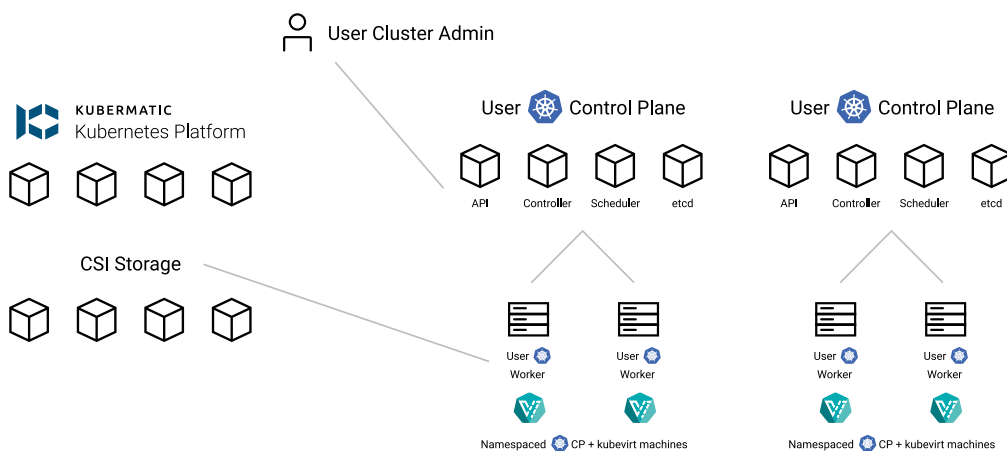 User Cluster Admin
KUBERMATIC
Kubernetes Platform
User Control Plane
User Control Plane
API
Controller
Scheduler
etcd
API
Controller
Scheduler
etcd
CSI Storage
User
Worker
User
Worker
User
Worker
User
Worker
Namespaced CP + kubevirt machines
Namespaced CP + kubevirt machines